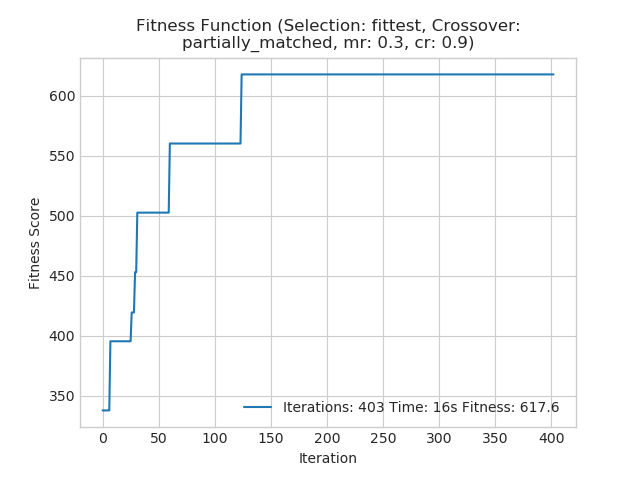 Fitness Function (Selection: fittest, Crossover:
partially_matched, mr: 0.3, cr: 0.9)
600
550
500
450
400
350
Fitness Score
Iterations: 403 Time: 16s Fitness: 617.6
0 50 100 150 200 250 300 350 400
Iteration